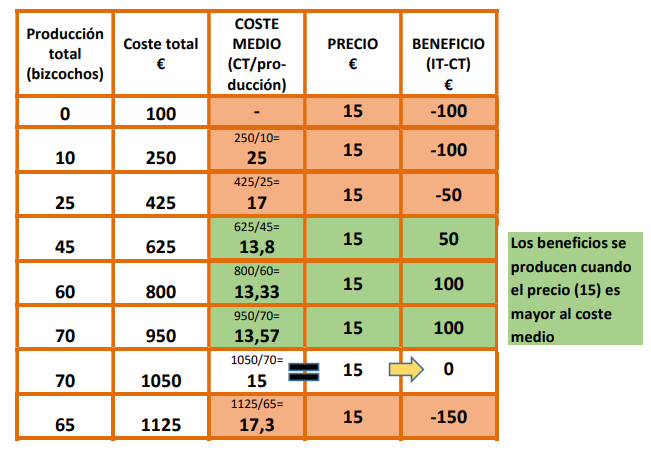 Producción total (bizcochos) | Coste total € | COSTE MEDIO (CT/pro-ducción) | PRECIO € | BENEFICIO (IT-CT) €
0 | 100 | - | 15 | -100
10 | 250 | 250/10= 25 | 15 | -100
25 | 425 | 425/25= 17 | 15 | -50
45 | 625 | 625/45= 13,8 | 15 | 50
60 | 800 | 800/60= 13,33 | 15 | 100
70 | 950 | 950/70= 13,57 | 15 | 100
70 | 1050 | 1050/70= 15 | 15 | 0
65 | 1125 | 1125/65= 17,3 | 15 | -150
Los beneficios se
producen cuando
el precio (15) es
mayor al coste
medio